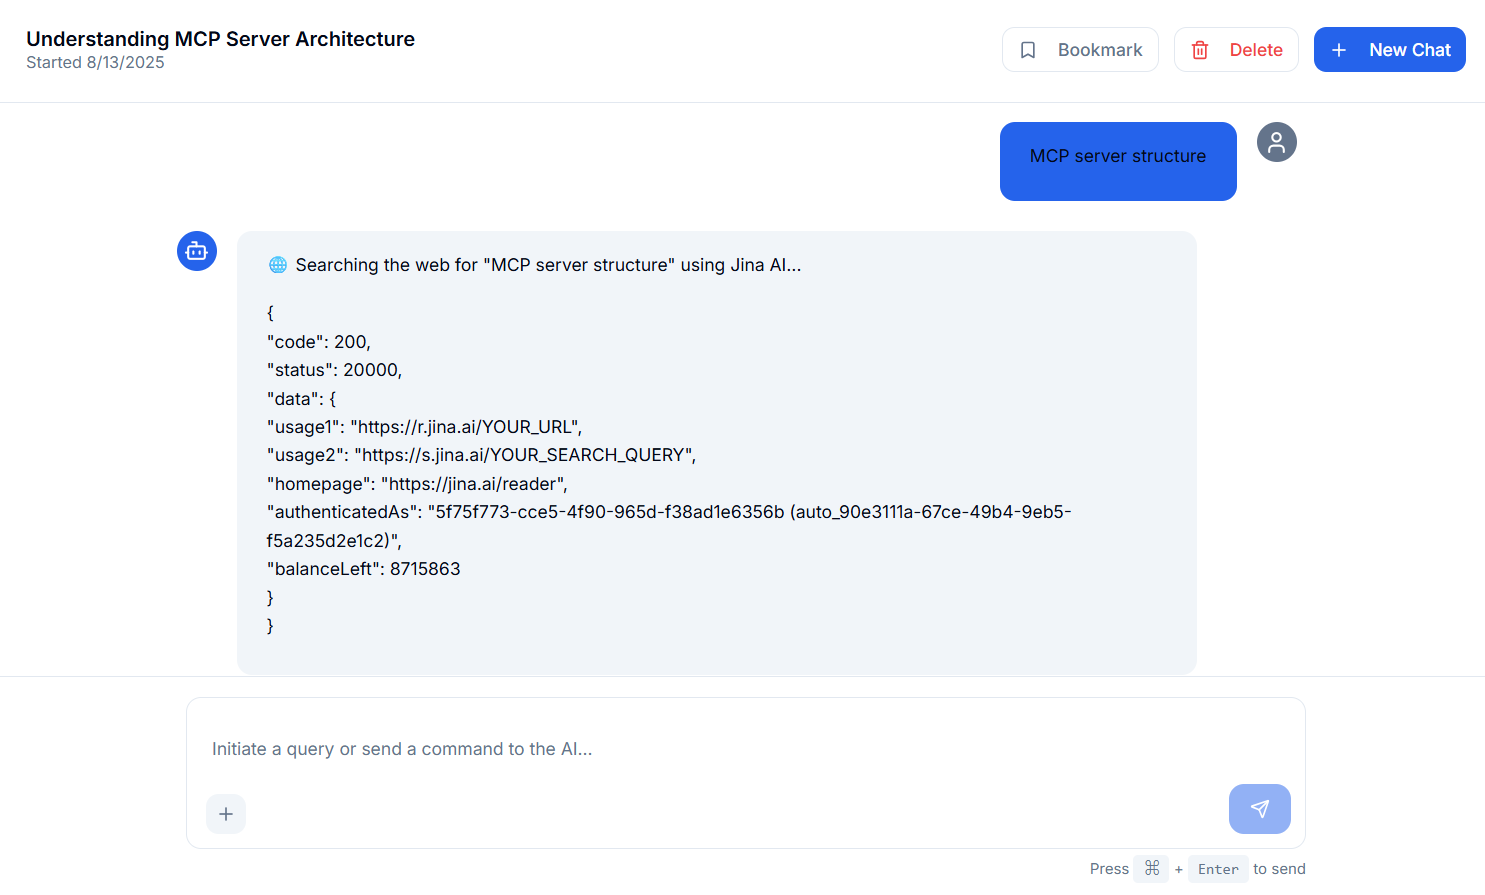 Understanding MCP Server Architecture
Started 8/13/2025
Bookmark
Delete
New Chat
MCP server structure
🌐 Searching the web for "MCP server structure" using Jina AI...
{
"code": 200,
"status": 20000,
"data": {
"usage1": "https://r.jina.ai/YOUR_URL",
"usage2": "https://s.jina.ai/YOUR_SEARCH_QUERY",
"homepage": "https://jina.ai/reader",
"authenticatedAs": "5f75f773-cce5-4f90-965d-f38ad1e6356b (auto_90e3111a-67ce-49b4-9eb5-
f5a235d2e1c2)",
"balanceLeft": 8715863
}
}
Initiate a query or send a command to the AI...
Press ⌘ + Enter to send